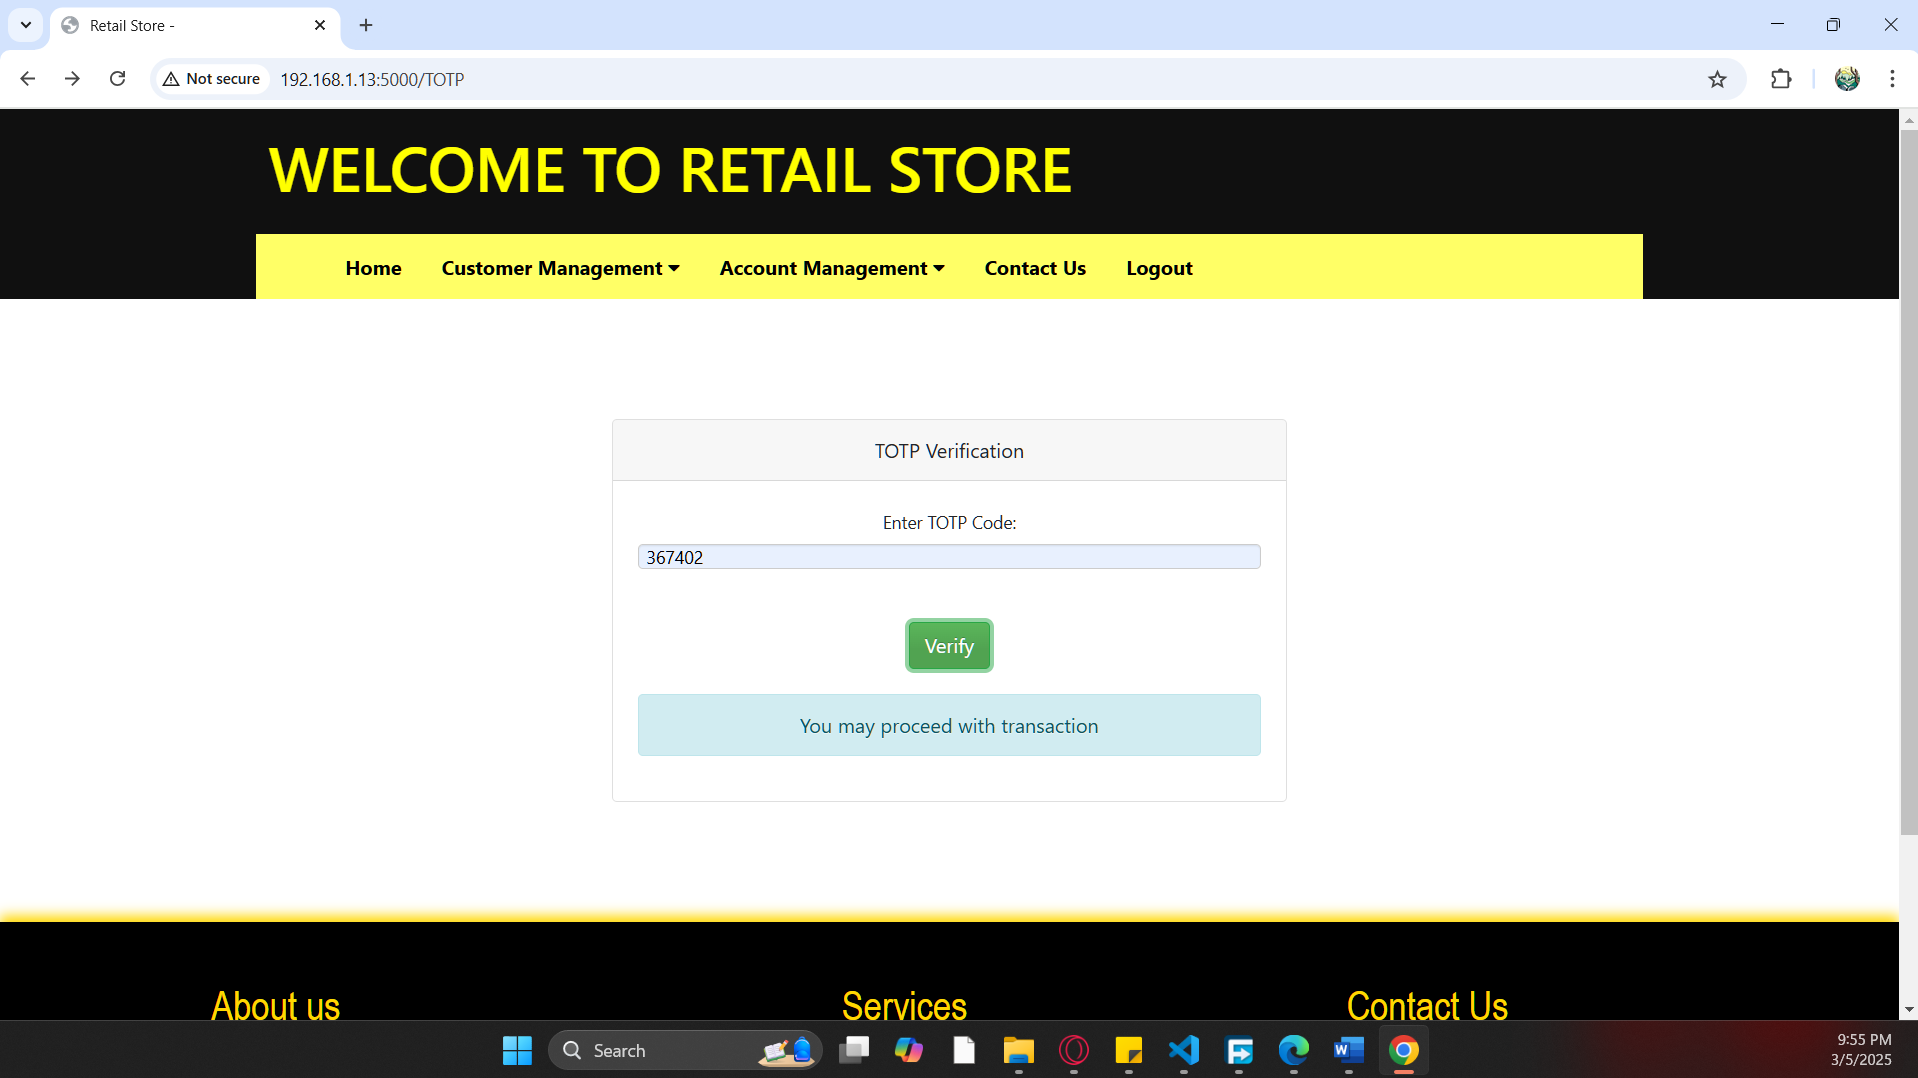 Retail Store -
Not secure
192.168.1.13:5000/TOTP
WELCOME TO RETAIL STORE
Home Customer Management Account Management Contact Us Logout
TOTP Verification
Enter TOTP Code:
367402
Verify
You may proceed with transaction
About us Services Contact Us
Search
9:55 PM
3/5/2025